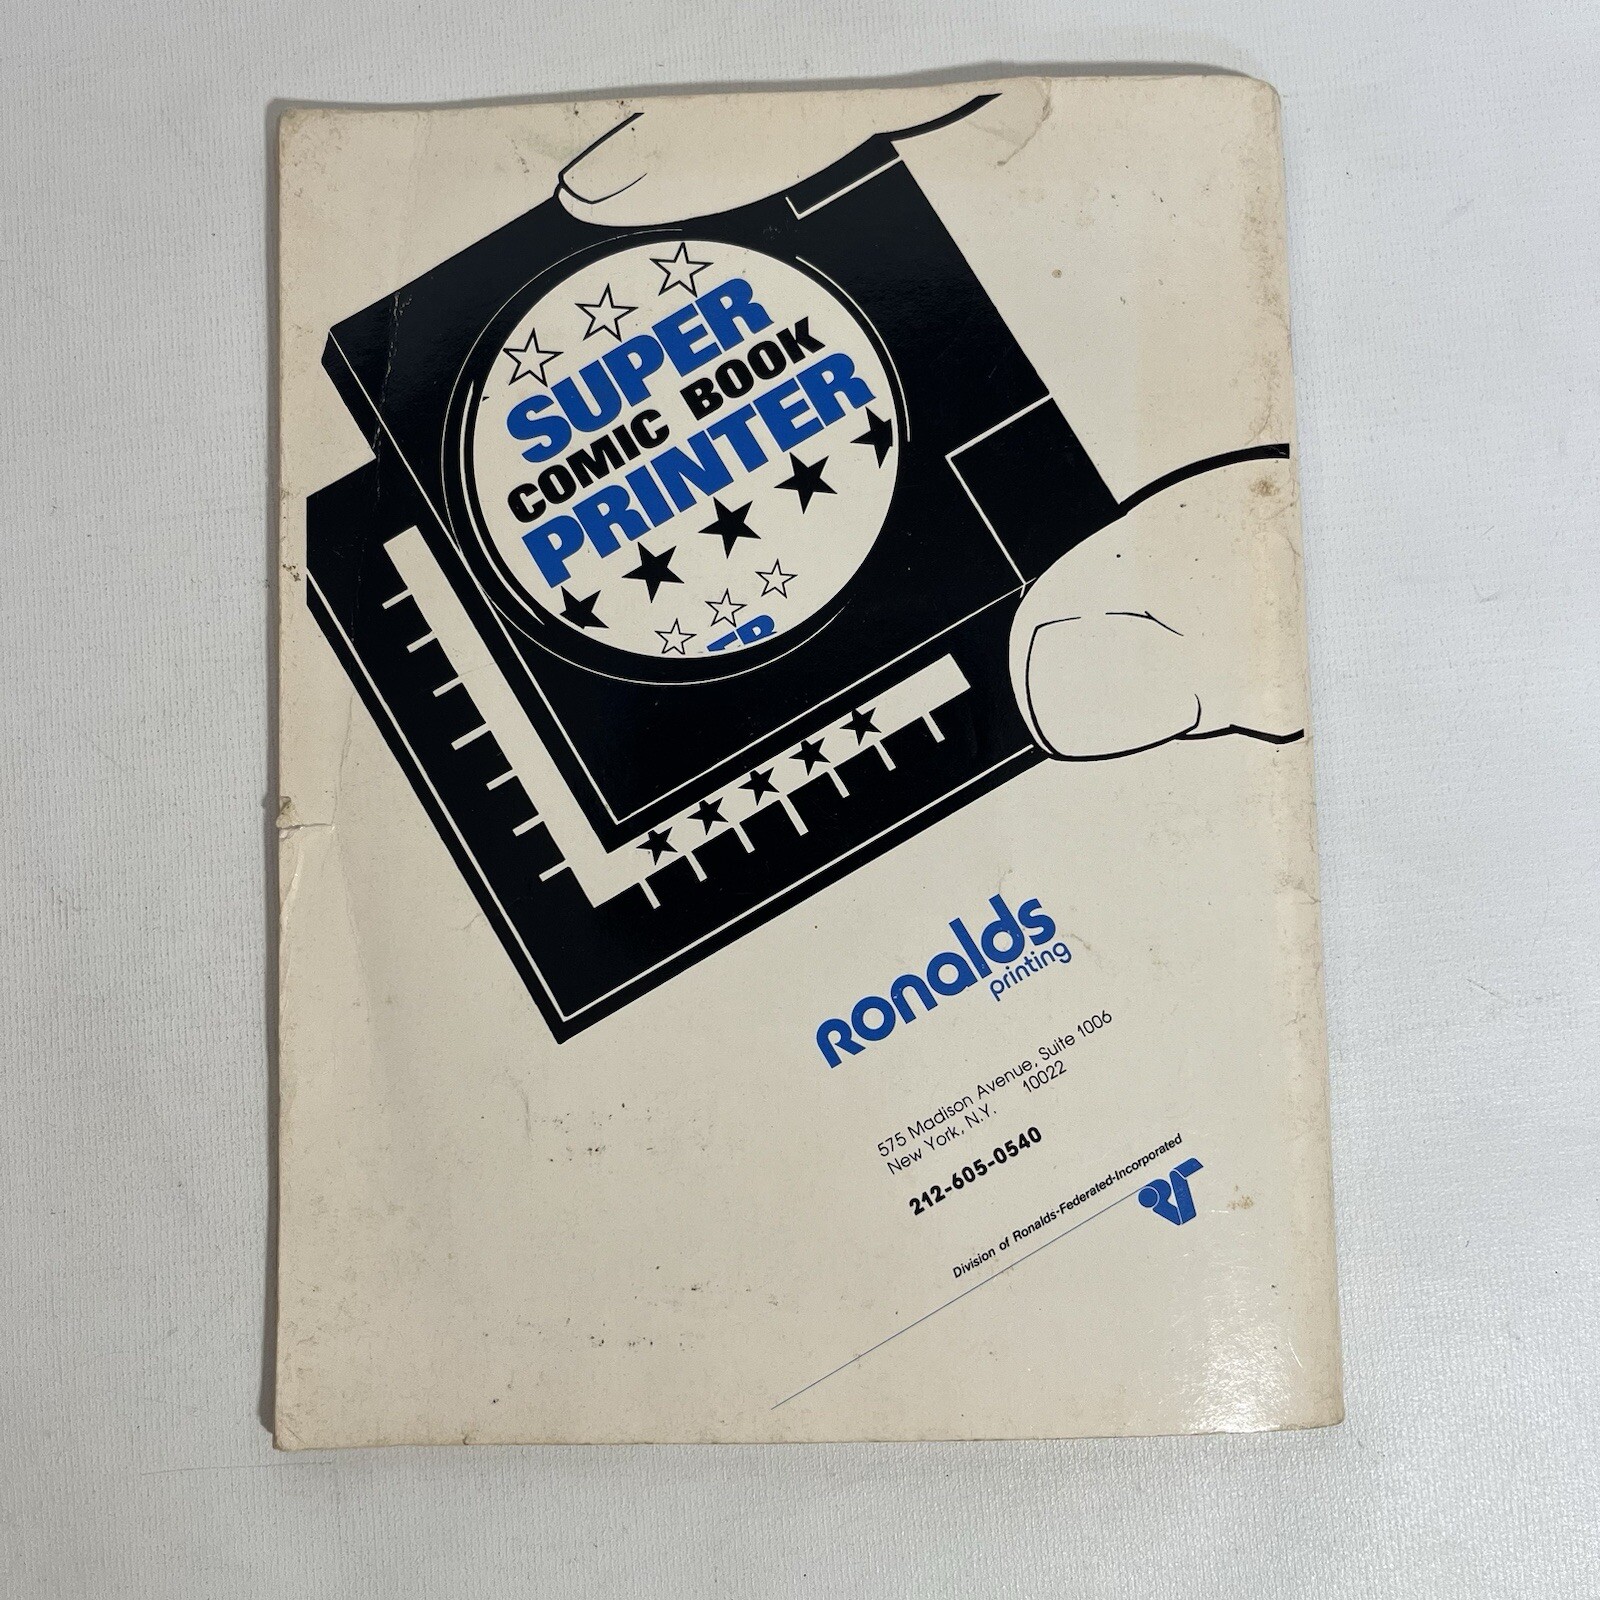 SUPER
COMIC BOOK
PRINTER
ER
Ronalds
printing
575 Madison Avenue, Suite 1006
New York, N.Y. 10022
212-605-0540
Division of Ronalds-Federated-Incorporated